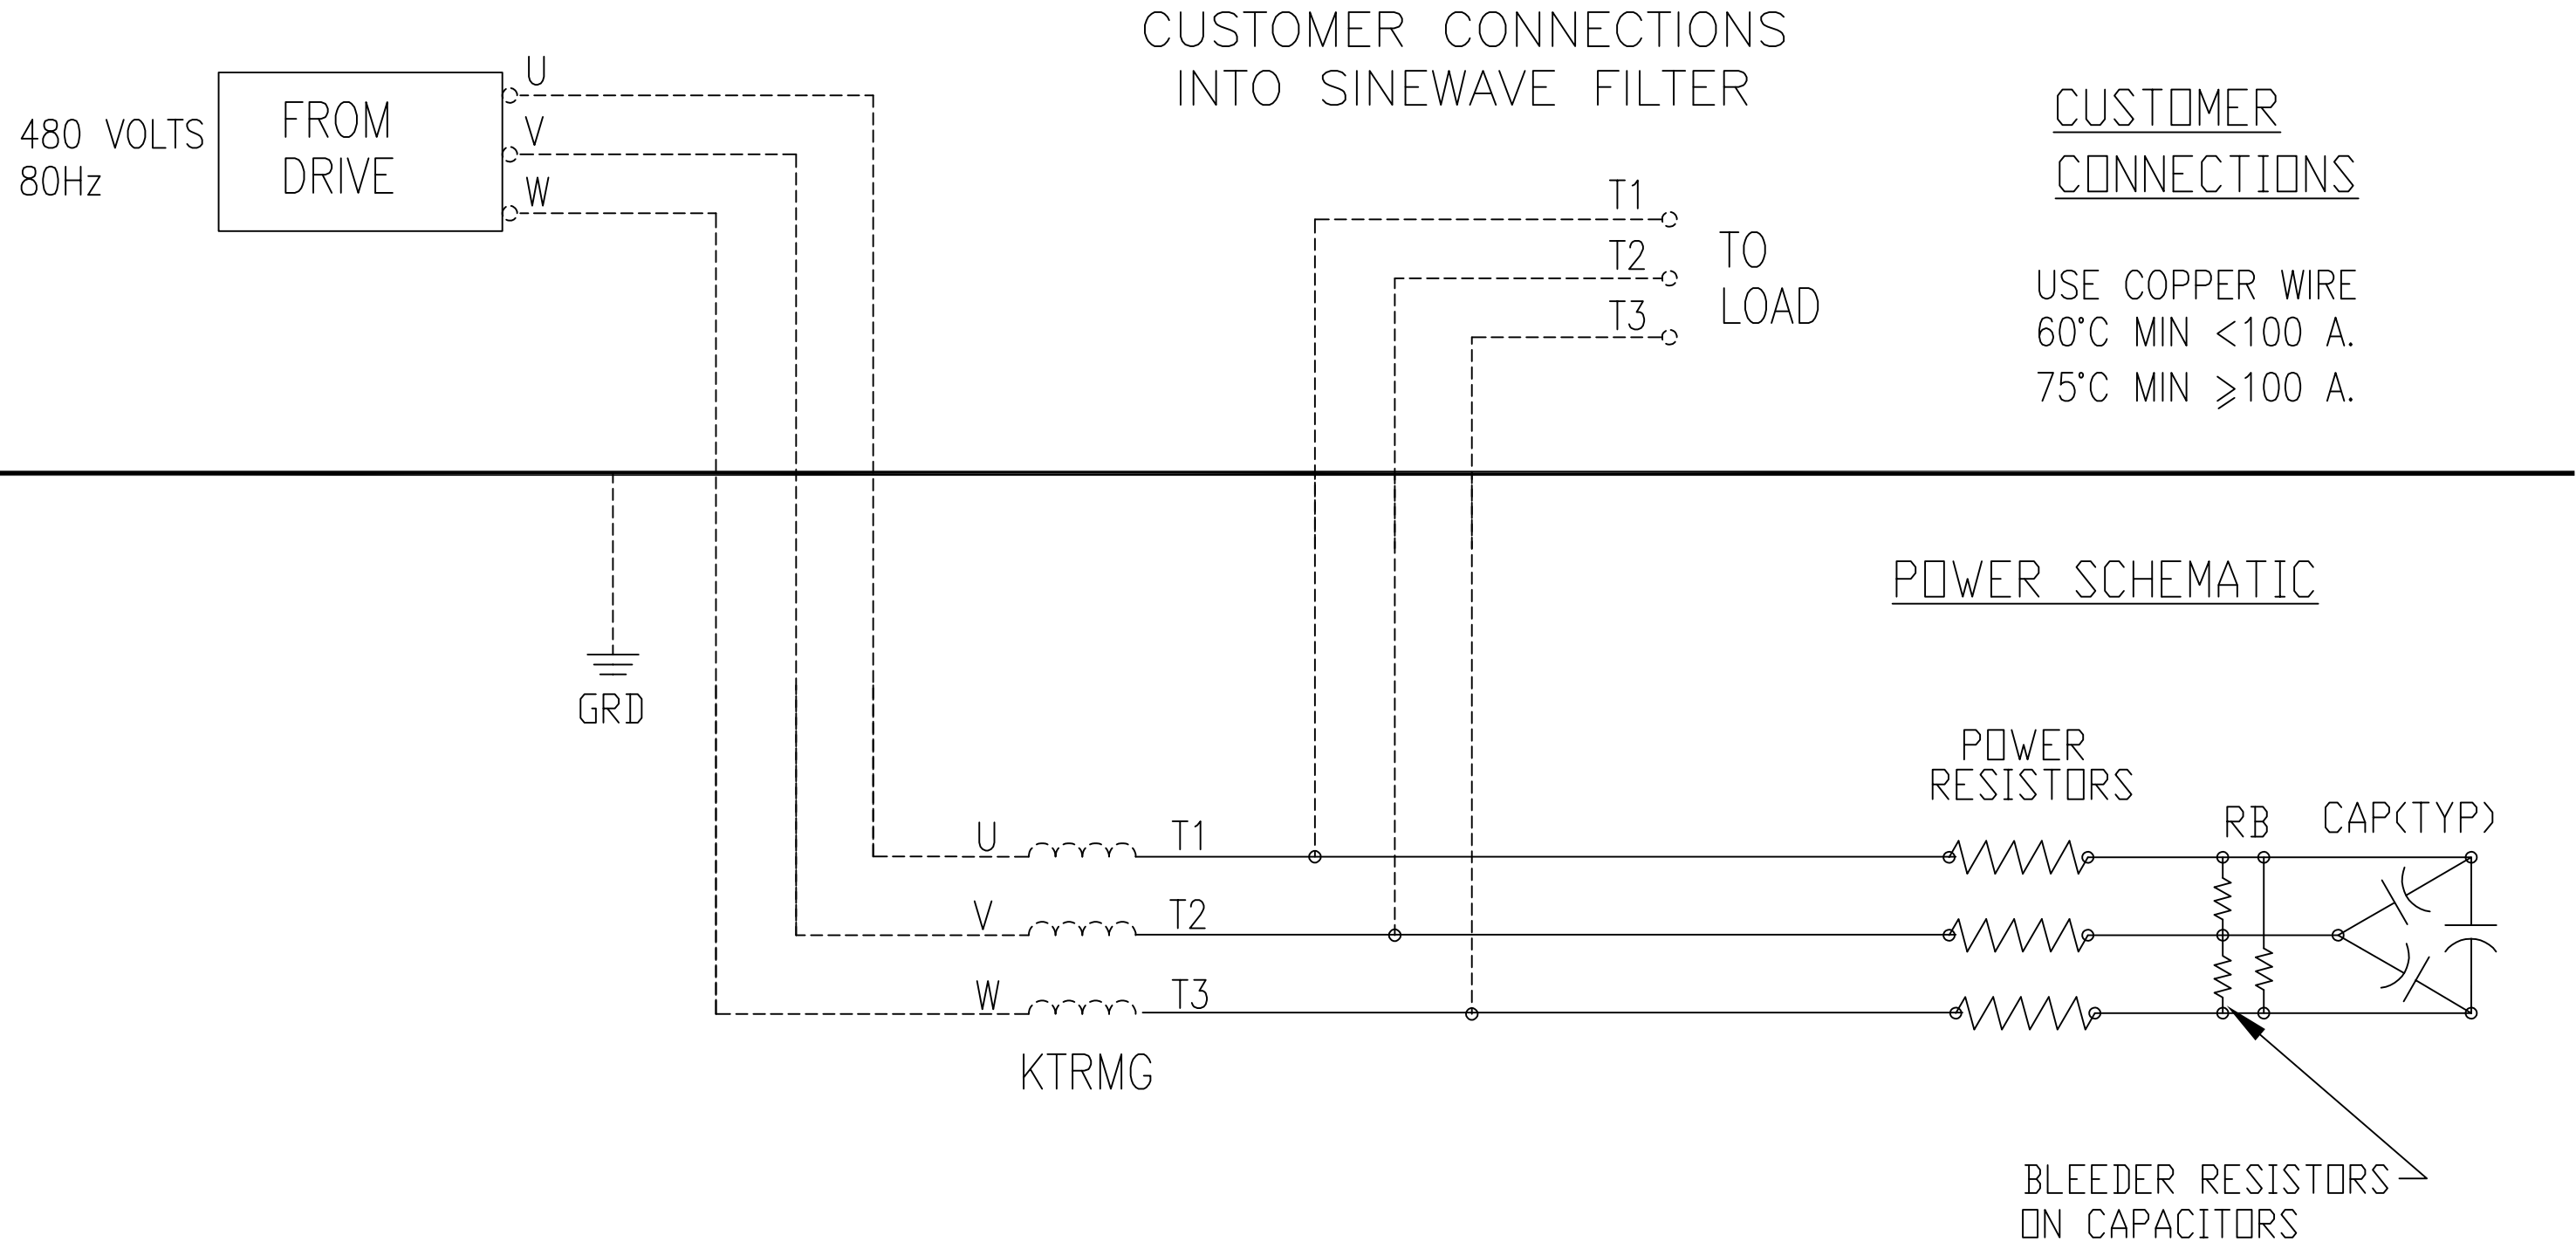 CUSTOMER CONNECTIONS
INTO SINEWAVE FILTER
480 VOLTS
80Hz
FROM
DRIVE
U
V
W
T1
T2
T3
TO
LOAD
CUSTOMER
CONNECTIONS
USE COPPER WIRE
60°C MIN <100 A.
75°C MIN ⩾100 A.
GRD
POWER SCHEMATIC
POWER
RESISTORS
RB
CAP(TYP)
U
T1
V
T2
W
T3
KTRMG
BLEEDER RESISTORS
ON CAPACITORS